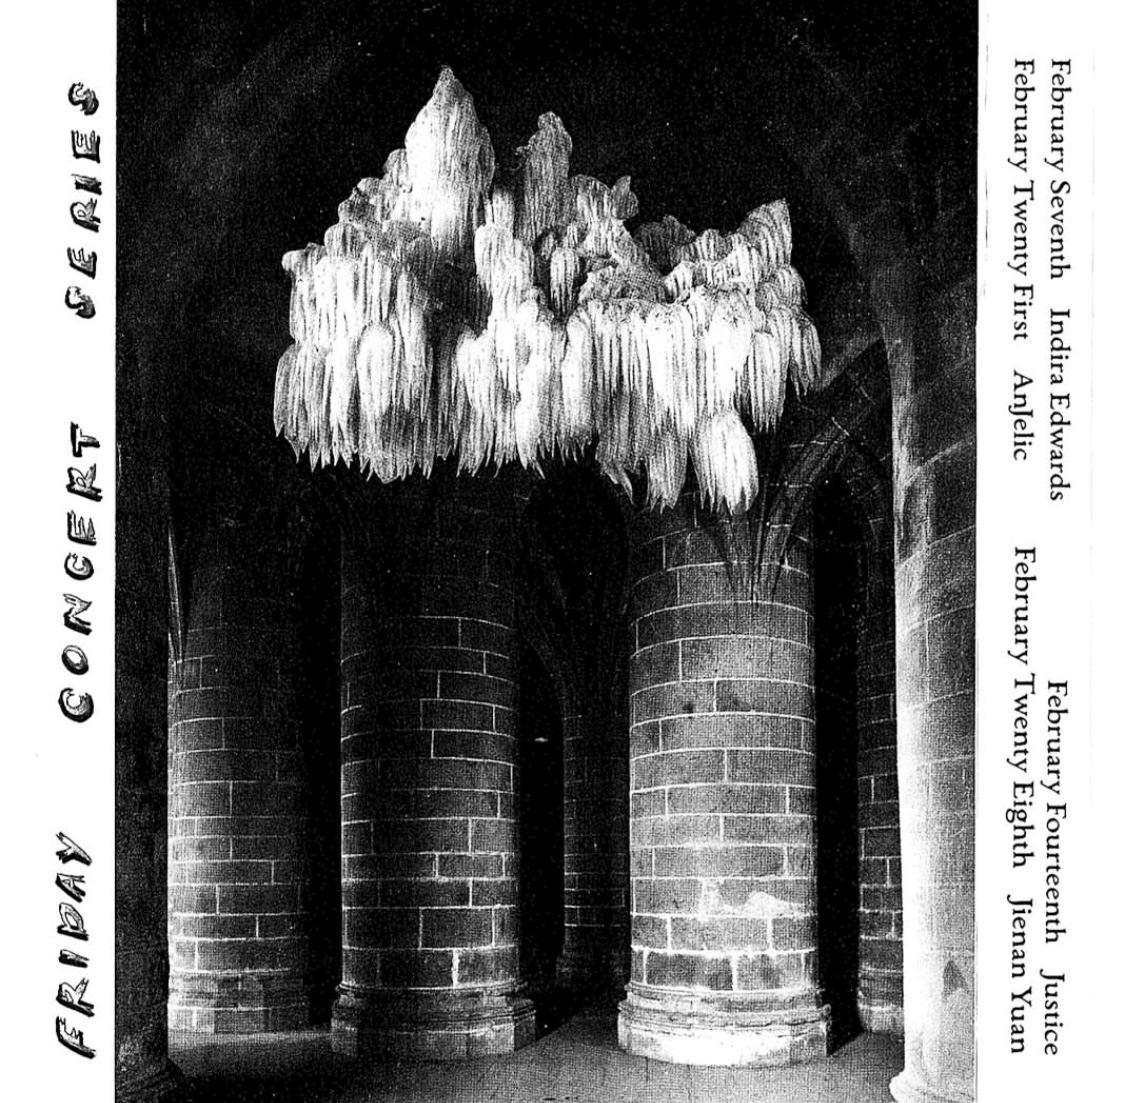 FRIDAY CONCERT SERIES
February Seventh Indira Edwards
February Twenty First AnJelic
February Fourteenth Justice
February Twenty Eighth Jienan Yuan